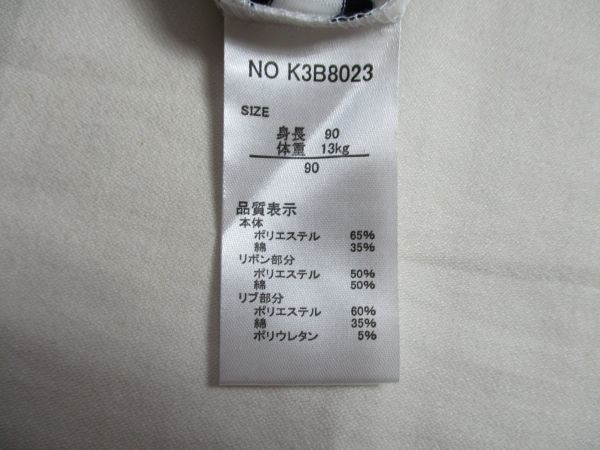 NO K3B8023
SIZE
身長 90
体重 13kg
90
品質表示
本体
ポリエステル 65%
綿 35%
リボン部分
ポリエステル 50%
綿 50%
リブ部分
ポリエステル 60%
綿 35%
ポリウレタン 5%